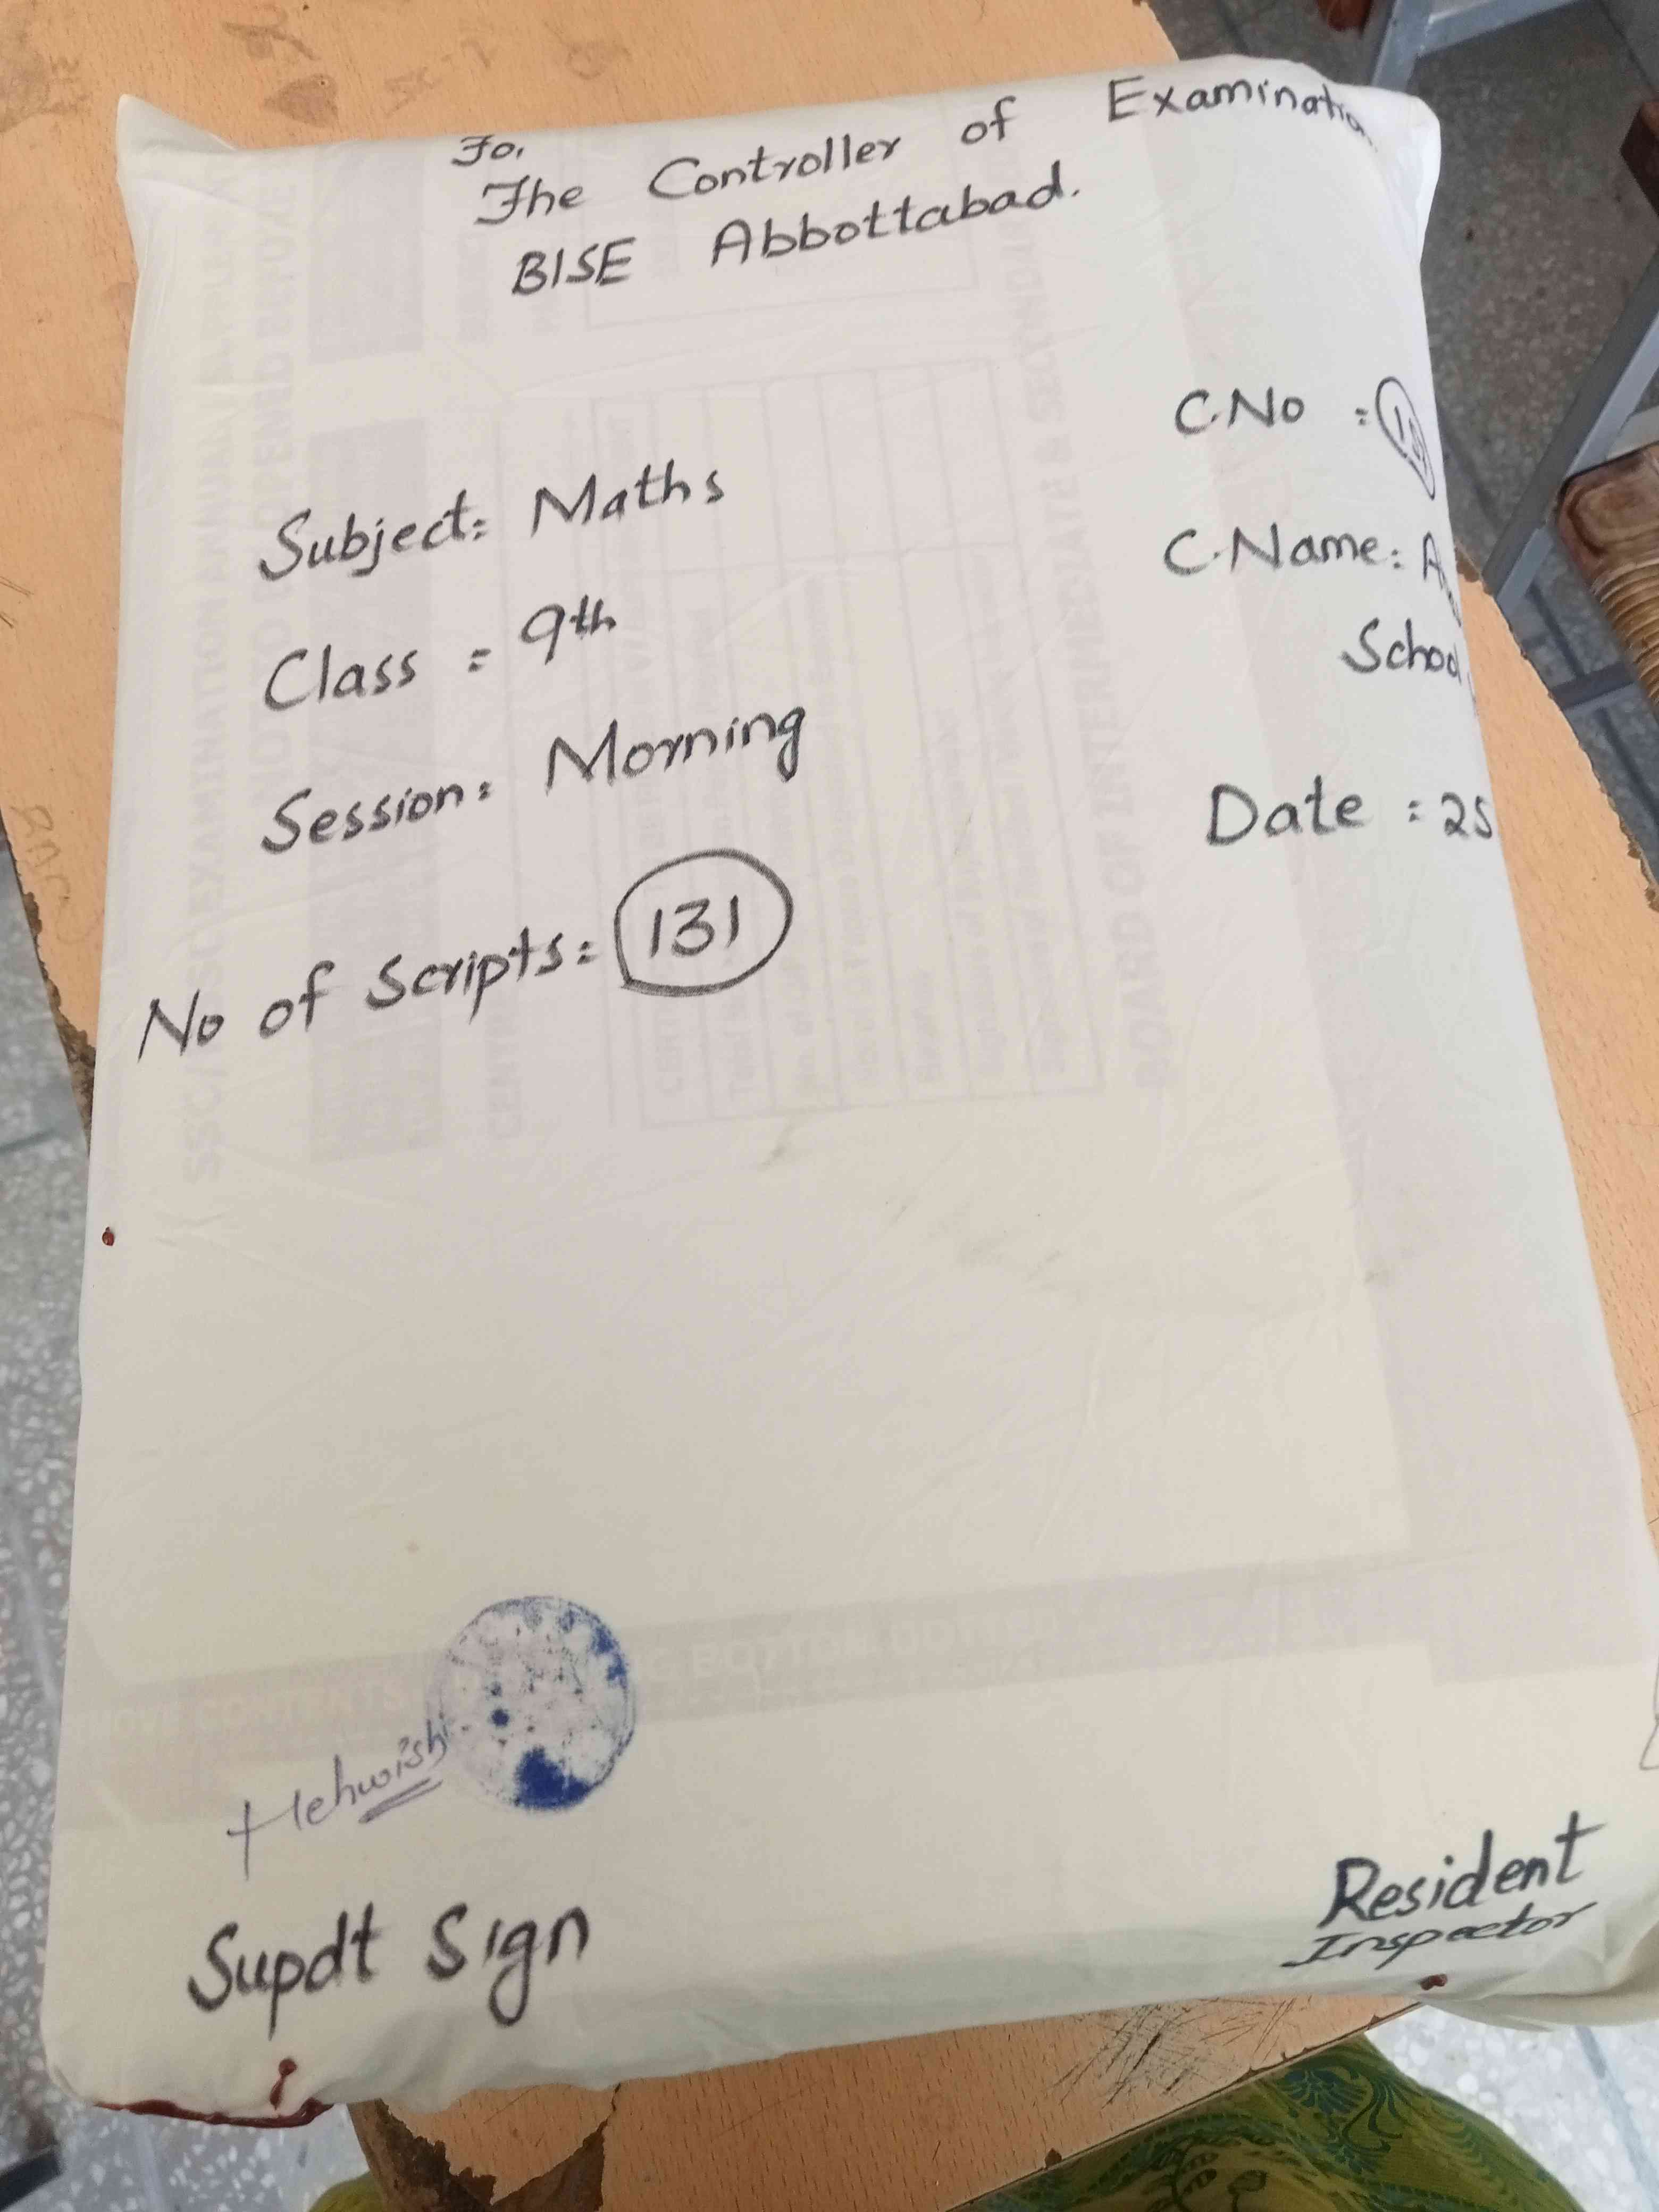 To,
The Controller of Examination
BISE Abbottabad.
C.No :
Subject: Maths
C.Name:
Class = 9th
School
Session: Morning
Date : 25
No of Scripts: 131
Mehwish
Supdt Sign
Resident
Inspector